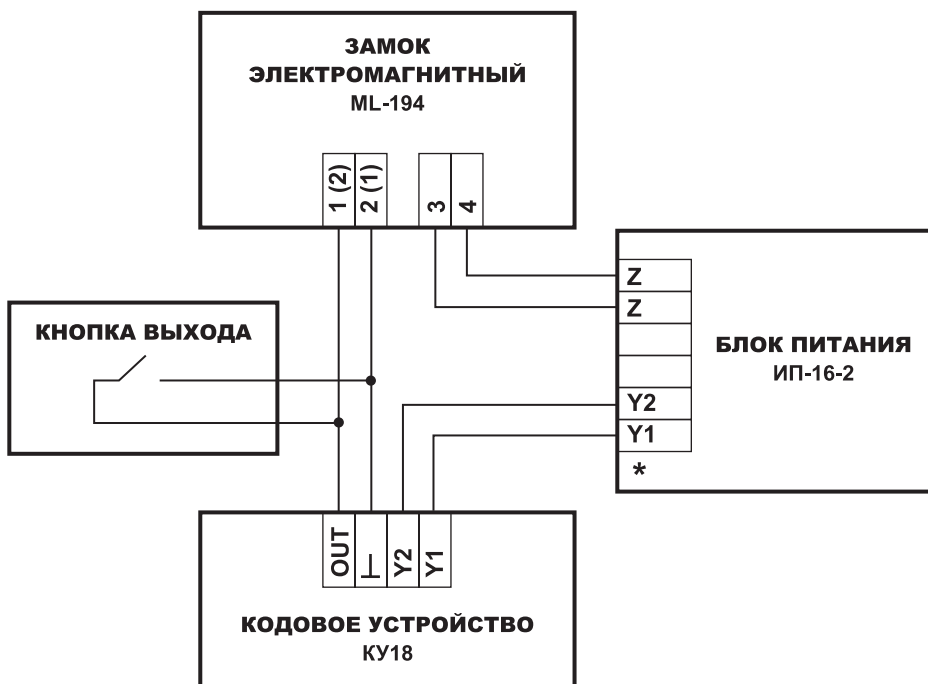 ЗАМОК
ЭЛЕКТРОМАГНИТНЫЙ
ML-194
1 (2)
2 (1)
3
4
КНОПКА ВЫХОДА
Z
Z
Y2
Y1
*
БЛОК ПИТАНИЯ
ИП-16-2
OUT
⊥
Y2
Y1
КОДОВОЕ УСТРОЙСТВО
КУ18